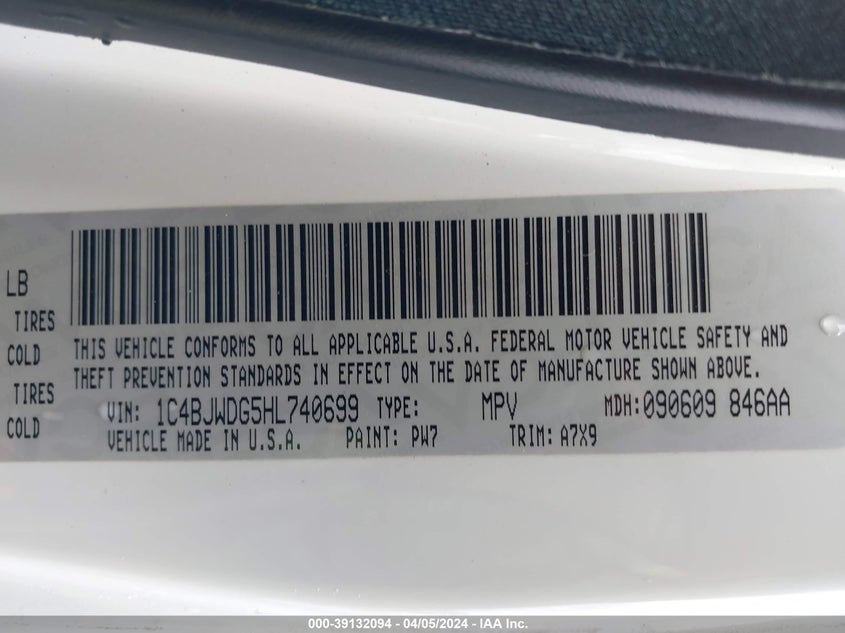 LB
TIRES
COLD
TIRES
COLD
THIS VEHICLE CONFORMS TO ALL APPLICABLE U.S.A. FEDERAL MOTOR VEHICLE SAFETY AND
THEFT PREVENTION STANDARDS IN EFFECT ON THE DATE OF MANUFACTURE SHOWN ABOVE.
VIN: 1C4BJWDG5HL740699 TYPE: MPV MDH:090609 846AA
VEHICLE MADE IN U.S.A. PAINT: PW7 TRIM: A7X9
000-39132094 - 04/05/2024 - IAA Inc.